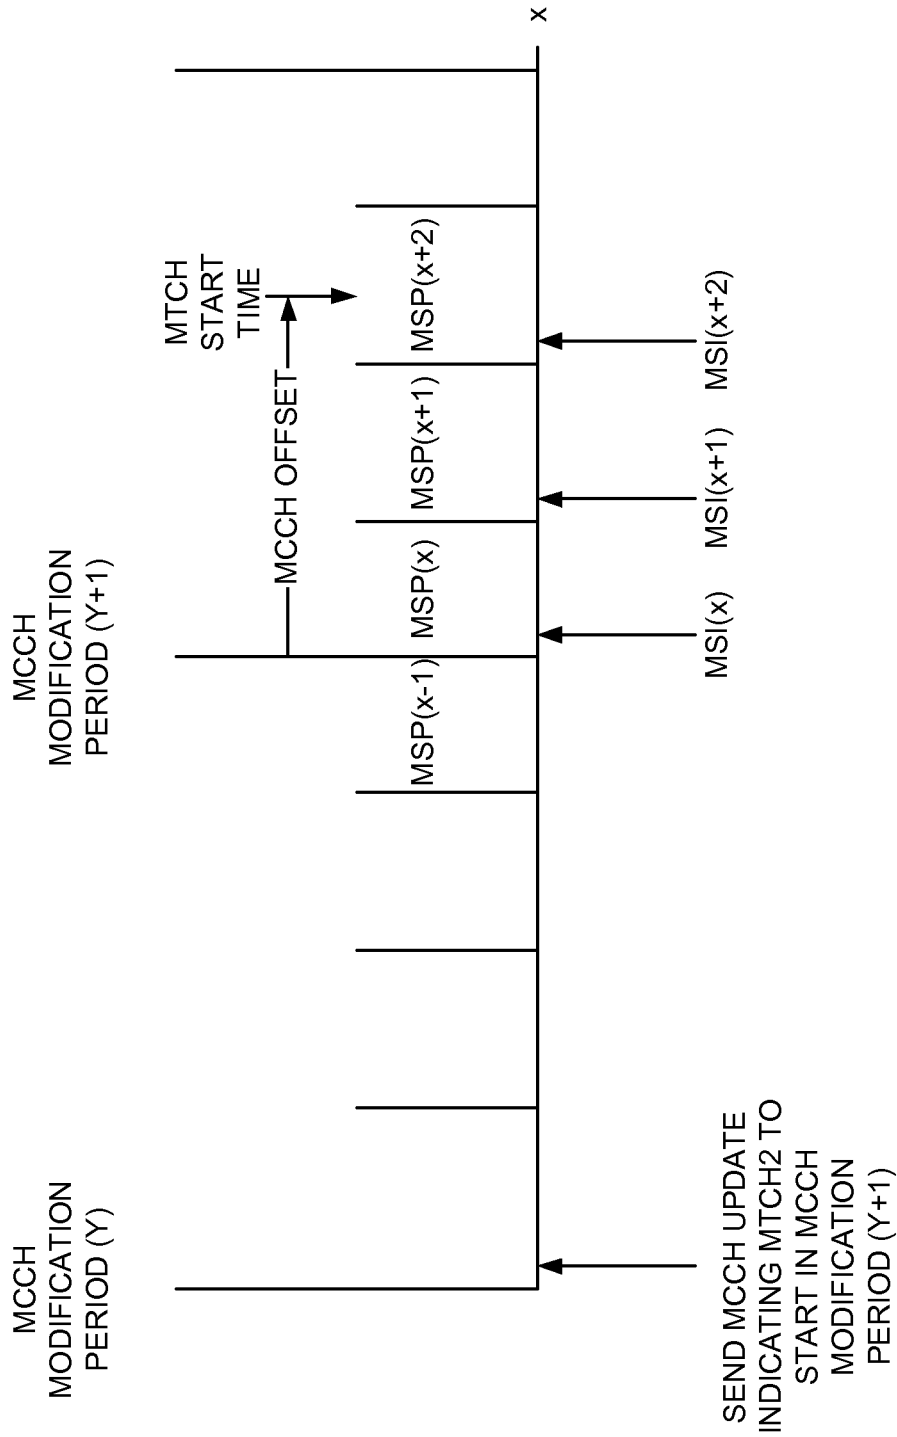 MCCH
MODIFICATION
PERIOD (Y)
MCCH
MODIFICATION
PERIOD (Y+1)
MTCH
START
TIME
MCCH OFFSET
MSP(x-1)
MSP(x)
MSP(x+1)
MSP(x+2)
x
SEND MCCH UPDATE
INDICATING MTCH2 TO
START IN MCCH
MODIFICATION
PERIOD (Y+1)
MSI(x)
MSI(x+1)
MSI(x+2)